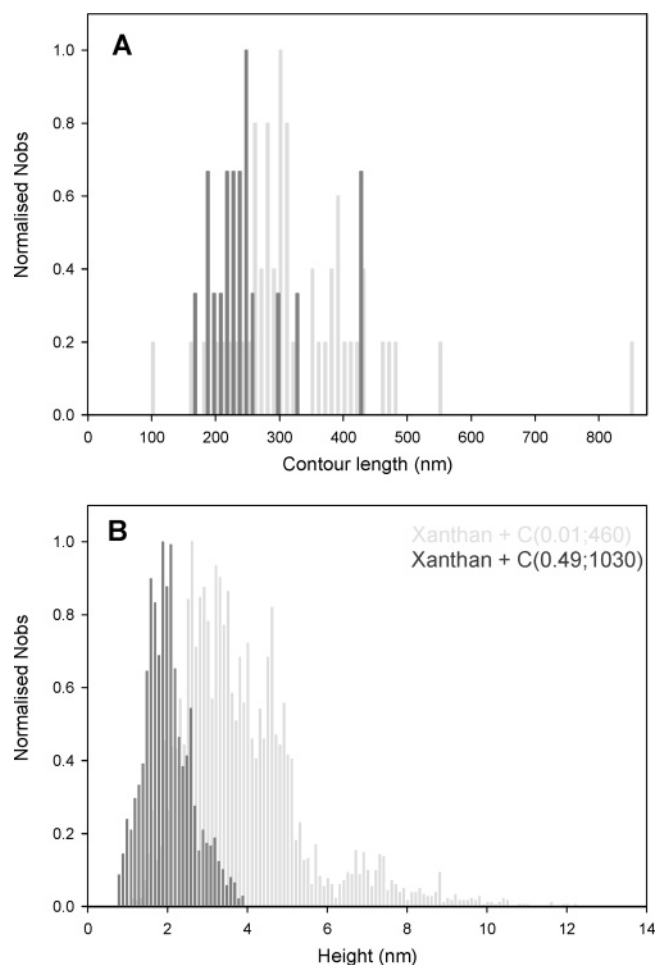 A
Normalised Nobs
1.0
0.8
0.6
0.4
0.2
0.0
0 100 200 300 400 500 600 700 800
Contour length (nm)
B
Xanthan + C(0.01;460)
Xanthan + C(0.49;1030)
Normalised Nobs
1.0
0.8
0.6
0.4
0.2
0.0
0 2 4 6 8 10 12 14
Height (nm)